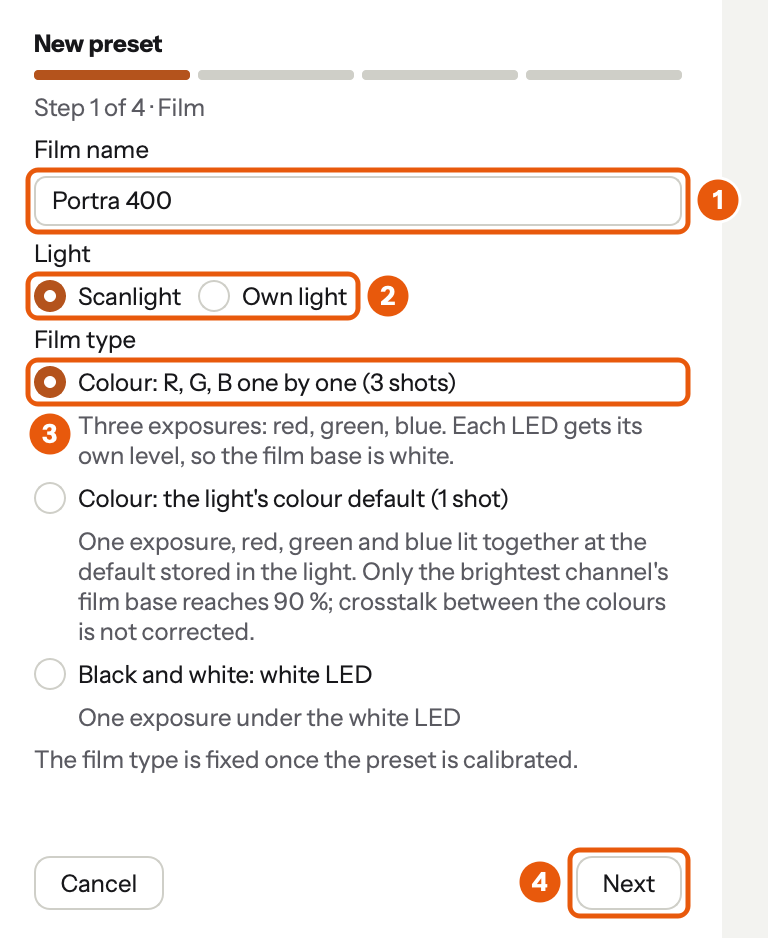 New preset
Step 1 of 4 · Film
Film name
Portra 400
1
Light
Scanlight Own light
2
Film type
Colour: R, G, B one by one (3 shots)
3
Three exposures: red, green, blue. Each LED gets its
own level, so the film base is white.
Colour: the light's colour default (1 shot)
One exposure, red, green and blue lit together at the
default stored in the light. Only the brightest channel's
film base reaches 90 %; crosstalk between the colours
is not corrected.
Black and white: white LED
One exposure under the white LED
The film type is fixed once the preset is calibrated.
Cancel
4
Next